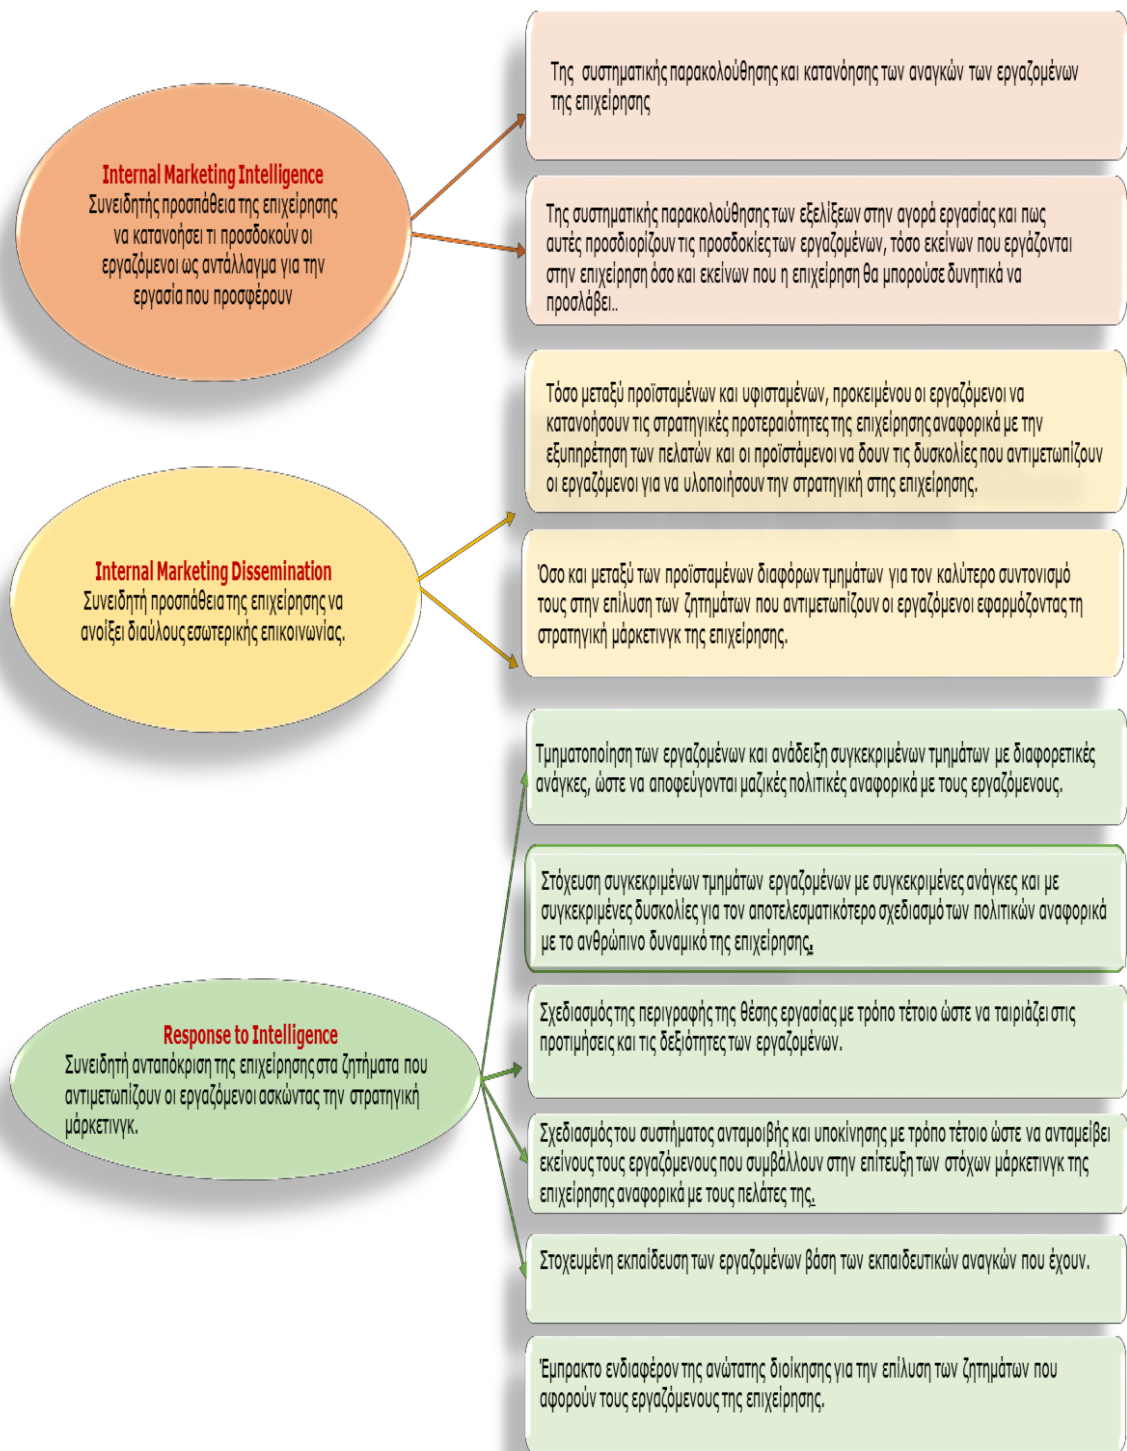 Internal Marketing Intelligence
Συνειδητής προσπάθεια της επιχείρησης
να κατανοήσει τι προσδοκούν οι
εργαζόμενοι ως αντάλλαγμα για την
εργασία που προσφέρουν
Της συστηματικής παρακολούθησης και κατανόησης των αναγκών των εργαζομένων
της επιχείρησης
Της συστηματικής παρακολούθησης των εξελίξεων στην αγορά εργασίας και πως
αυτές προσδιορίζουν τις προσδοκίες των εργαζομένων, τόσο εκείνων που εργάζονται
στην επιχείρηση όσο και εκείνων που η επιχείρηση θα μπορούσε δυνητικά να
προσλάβει..
Internal Marketing Dissemination
Συνειδητή προσπάθεια της επιχείρησης να
ανοίξει διαύλους εσωτερικής επικοινωνίας.
Τόσο μεταξύ προϊσταμένων και υφισταμένων, προκειμένου οι εργαζόμενοι να
κατανοήσουν τις στρατηγικές προτεραιότητες της επιχείρησης αναφορικά με την
εξυπηρέτηση των πελατών και οι προϊστάμενοι να δουν τις δυσκολίες που αντιμετωπίζουν
οι εργαζόμενοι για να υλοποιήσουν την στρατηγική στης επιχείρησης.
Όσο και μεταξύ των προϊσταμένων διαφόρων τμημάτων για τον καλύτερο συντονισμό
τους στην επίλυση των ζητημάτων που αντιμετωπίζουν οι εργαζόμενοι εφαρμόζοντας τη
στρατηγική μάρκετινγκ της επιχείρησης.
Response to Intelligence
Συνειδητή ανταπόκριση της επιχείρησης στα ζητήματα που
αντιμετωπίζουν οι εργαζόμενοι ασκώντας την στρατηγική
μάρκετινγκ.
Τμηματοποίηση των εργαζομένων και ανάδειξη συγκεκριμένων τμημάτων με διαφορετικές
ανάγκες, ώστε να αποφεύγονται μαζικές πολιτικές αναφορικά με τους εργαζόμενους.
Στόχευση συγκεκριμένων τμημάτων εργαζομένων με συγκεκριμένες ανάγκες και με
συγκεκριμένες δυσκολίες για τον αποτελεσματικότερο σχεδιασμό των πολιτικών αναφορικά
με το ανθρώπινο δυναμικό της επιχείρησης.
Σχεδιασμός της περιγραφής της θέσης εργασίας με τρόπο τέτοιο ώστε να ταιριάζει στις
προτιμήσεις και τις δεξιότητες των εργαζομένων.
Σχεδιασμός του συστήματος ανταμοιβής και υποκίνησης με τρόπο τέτοιο ώστε να ανταμείβει
εκείνους τους εργαζόμενους που συμβάλλουν στην επίτευξη των στόχων μάρκετινγκ της
επιχείρησης αναφορικά με τους πελάτες της.
Στοχευμένη εκπαίδευση των εργαζομένων βάση των εκπαιδευτικών αναγκών που έχουν.
Έμπρακτο ενδιαφέρον της ανώτατης διοίκησης για την επίλυση των ζητημάτων που
αφορούν τους εργαζόμενους της επιχείρησης.